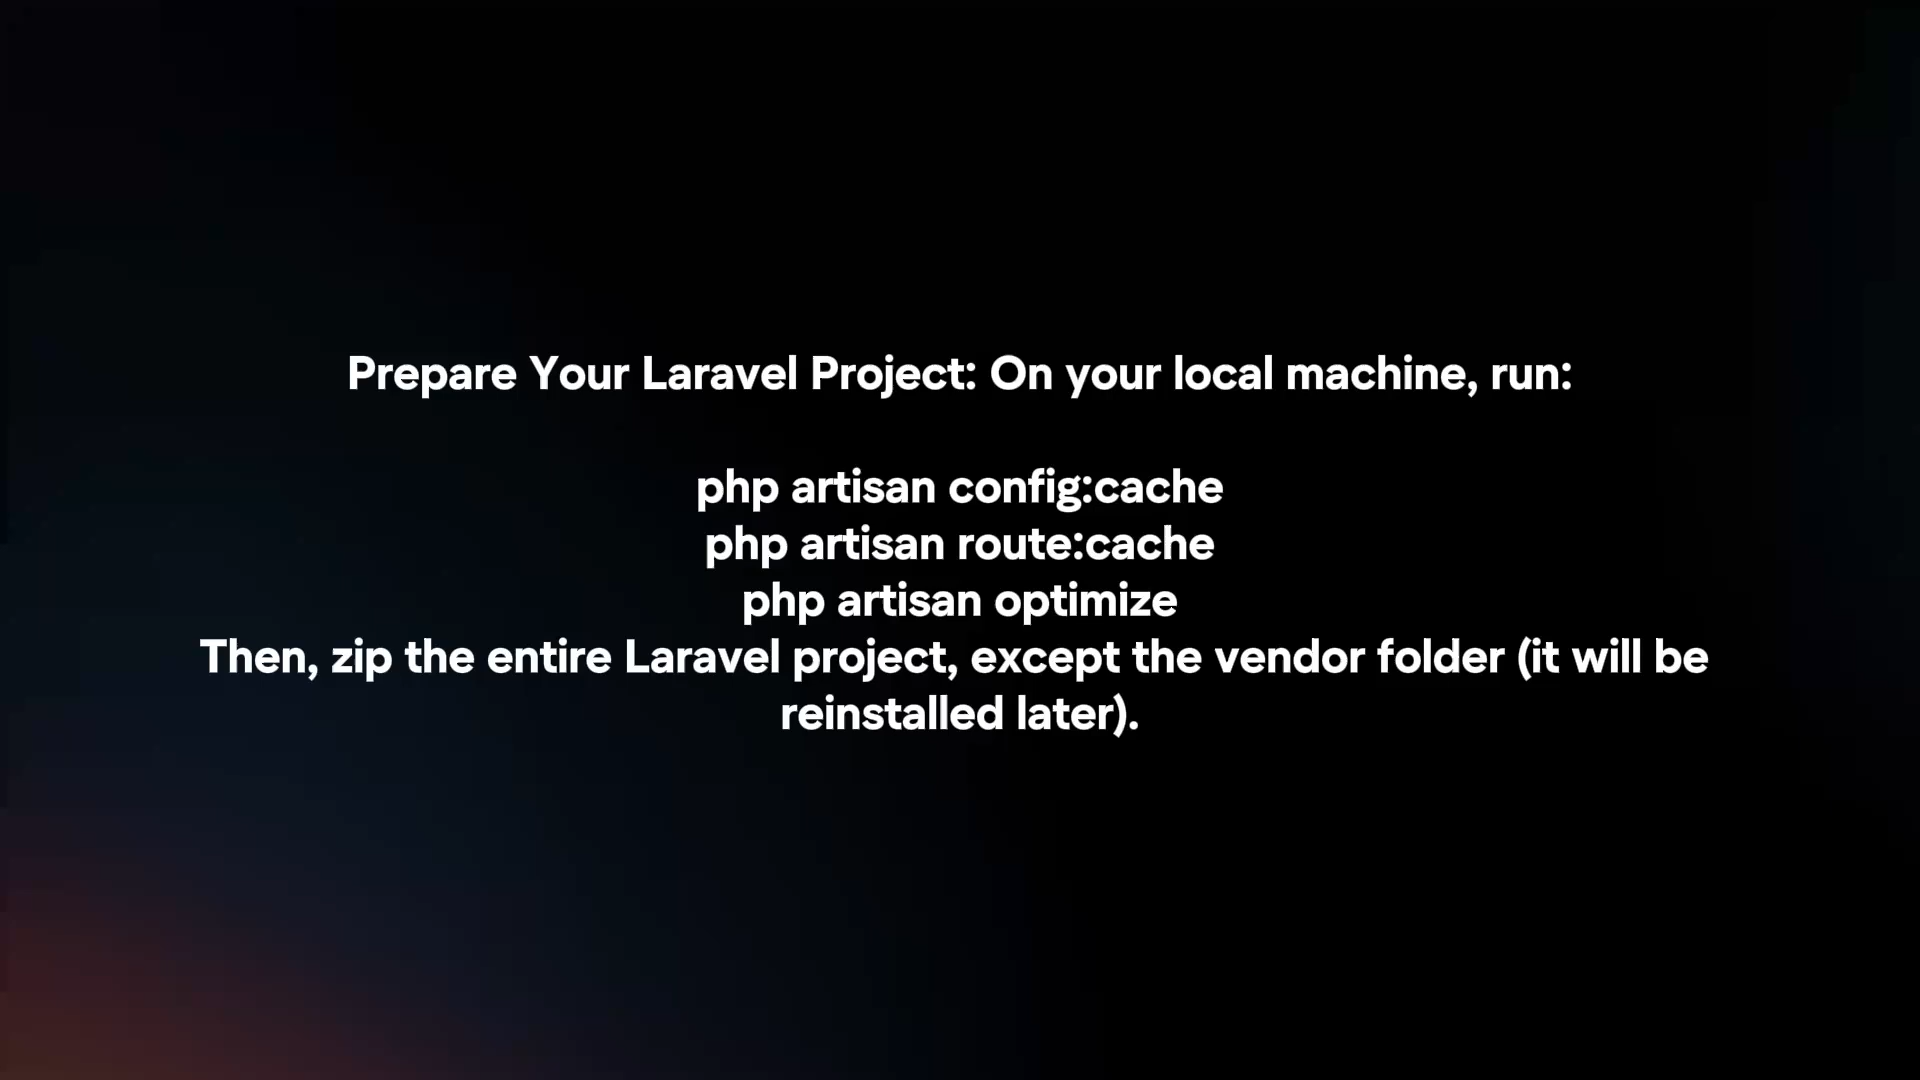 Prepare Your Laravel Project: On your local machine, run:
php artisan config:cache
php artisan route:cache
php artisan optimize
Then, zip the entire Laravel project, except the vendor folder (it will be
reinstalled later).